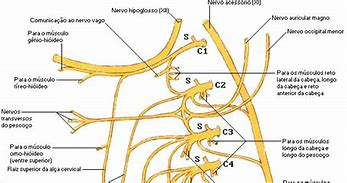 Nervo hipoglosso (XII)
Nervo acessório (XI)
Comunicação ao nervo vago
Nervo auricular magno
Nervo occipital menor
Para o músculo
gênio-hióideo
S
C1
Para os músculos reto
lateral da cabeça, longo
da cabeça e reto
anterior da cabeça
Para o músculo
tíreo-hióideo
S
C2
Nervos
transversos
do pescoço
C3
Para os músculos
longo da cabeça e
longo do pescoço
Para o músculo
omo-hióideo
(ventre superior)
S
C4
Raiz superior da alça cervical